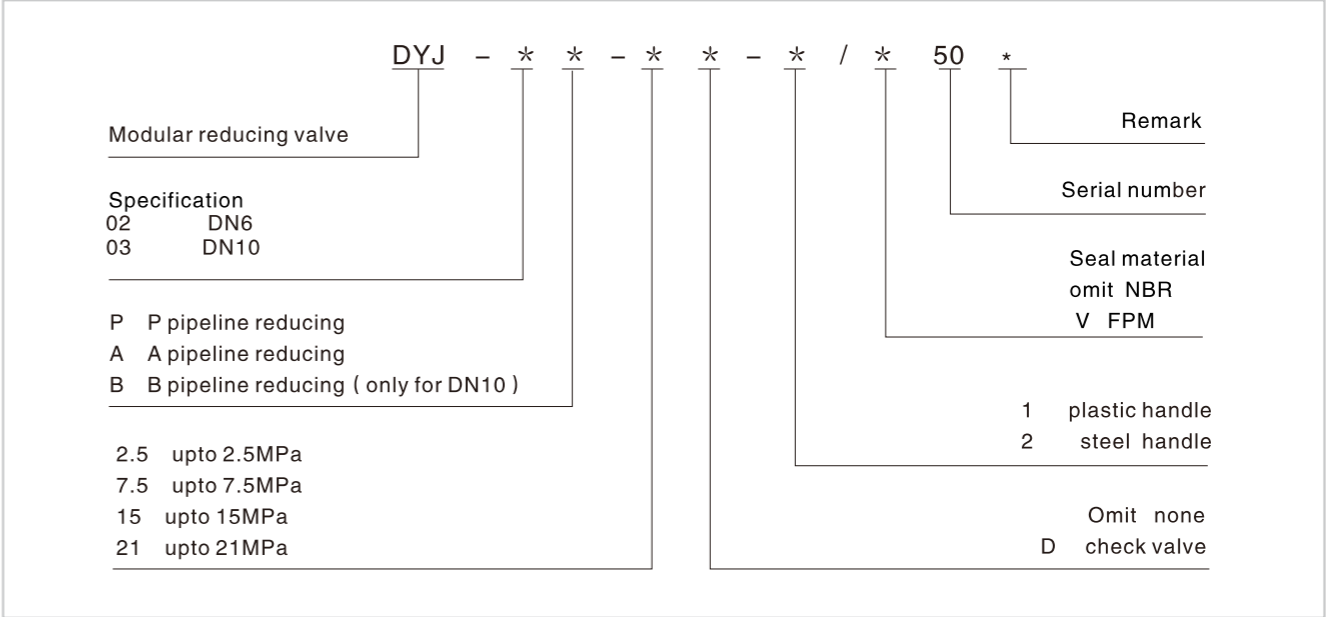 DYJ – * * – * * – * / * 50 *
Modular reducing valve
Specification
02 DN6
03 DN10
P P pipeline reducing
A A pipeline reducing
B B pipeline reducing ( only for DN10 )
2.5 upto 2.5MPa
7.5 upto 7.5MPa
15 upto 15MPa
21 upto 21MPa
Remark
Serial number
Seal material
omit NBR
V FPM
1 plastic handle
2 steel handle
Omit none
D check valve